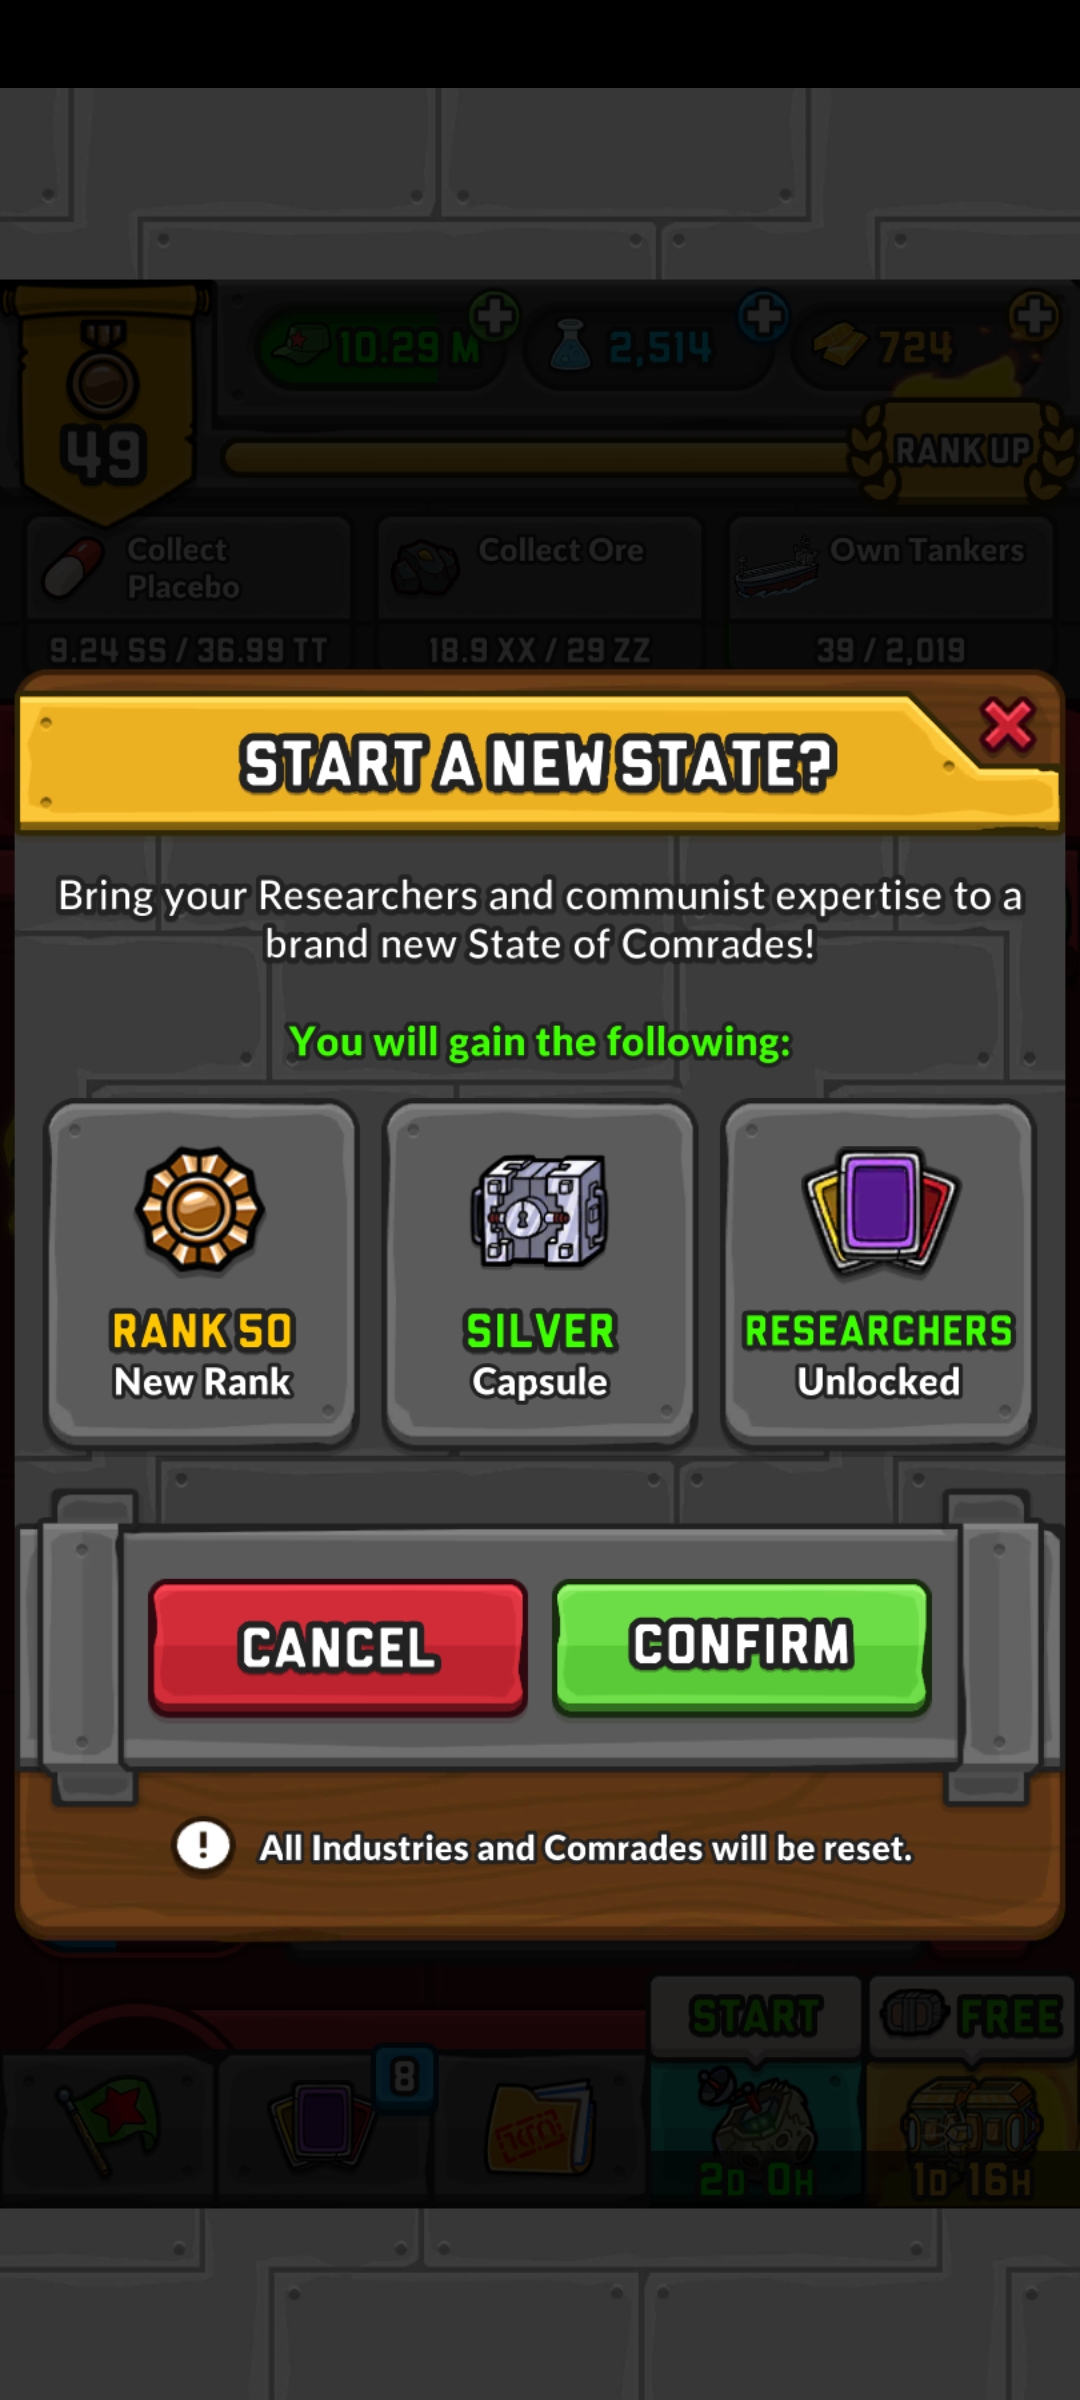 10.29 M
2,514
724
49
RANK UP
Collect
Placebo
Collect Ore
Own Tankers
9.24 SS / 36.99 TT
18.9 XX / 29 ZZ
39 / 2,019
START A NEW STATE?
Bring your Researchers and communist expertise to a
brand new State of Comrades!
You will gain the following:
RANK 50
New Rank
SILVER
Capsule
RESEARCHERS
Unlocked
CANCEL
CONFIRM
! All Industries and Comrades will be reset.
START
FREE
8
2D 0H
1D 16H